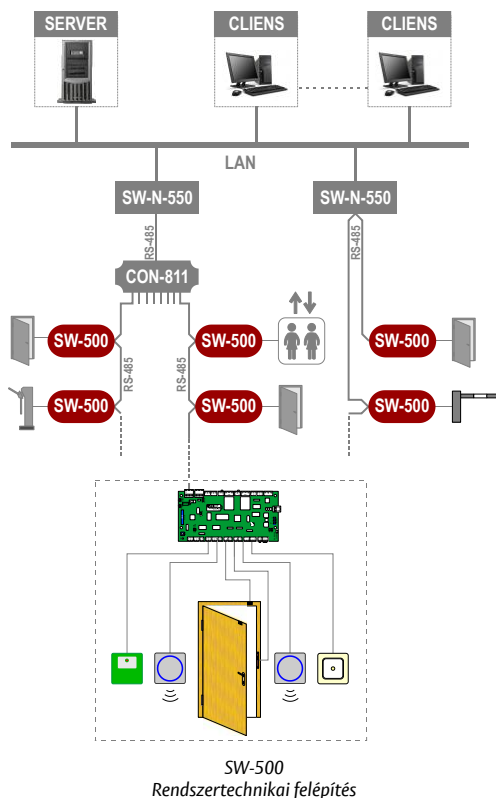 SERVER
CLIENS
CLIENS
LAN
SW-N-550
SW-N-550
RS-485
RS-485
CON-811
SW-500
SW-500
SW-500
RS-485
RS-485
SW-500
SW-500
SW-500
SW-500
Rendszertechnikai felépítés